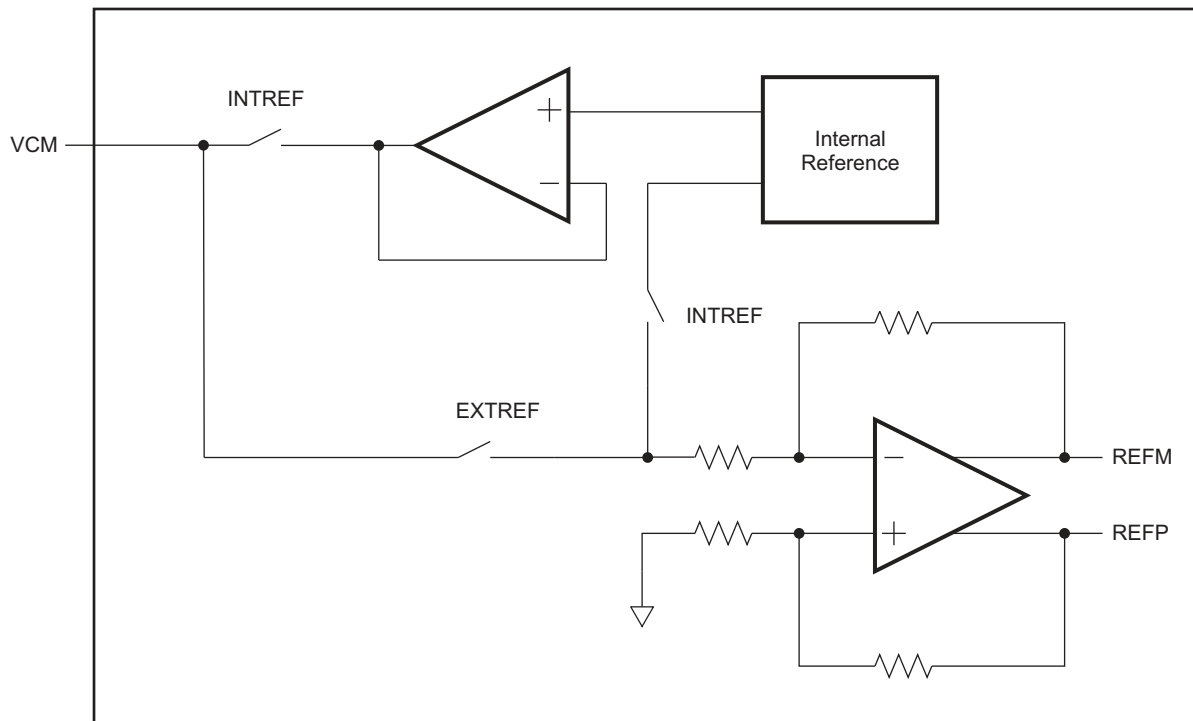 INTREF
VCM
+
−
Internal
Reference
INTREF
EXTREF
−
REFM
+
REFP